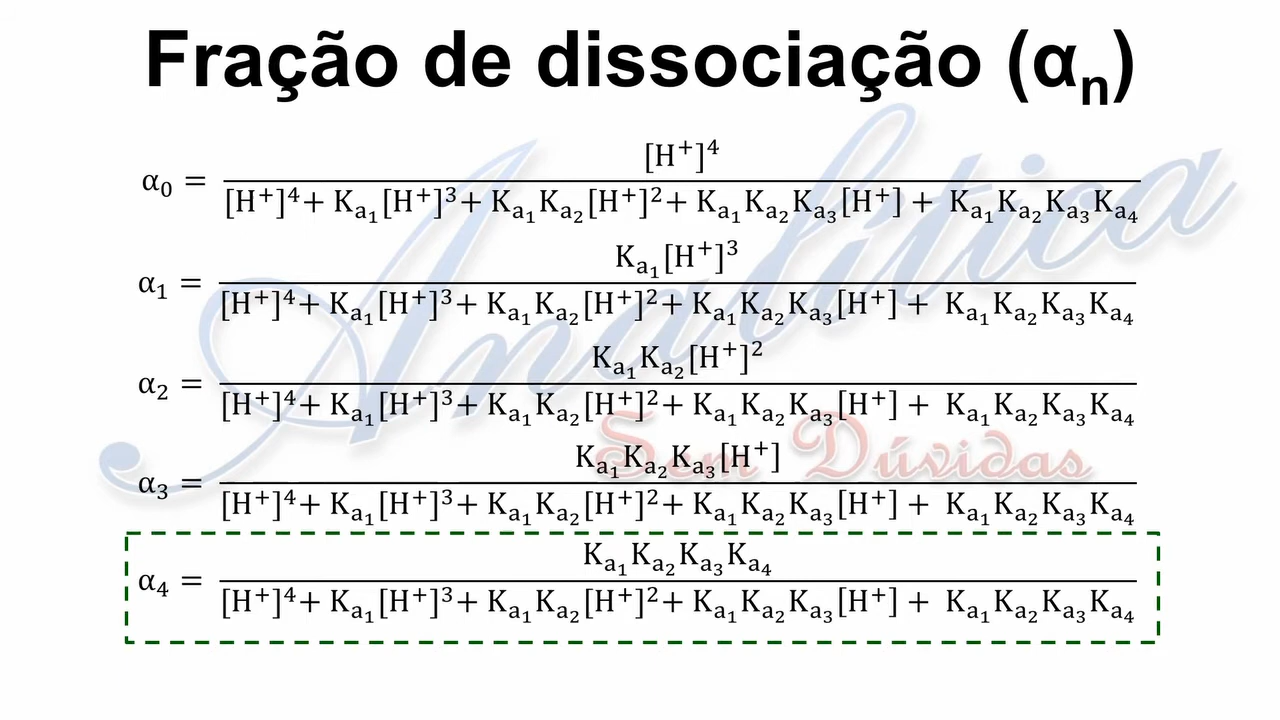 Fração de dissociação (αₙ)
α₀ = [H⁺]⁴ / [H⁺]⁴+ Kₐ₁[H⁺]³+ Kₐ₁Kₐ₂[H⁺]²+ Kₐ₁Kₐ₂Kₐ₃[H⁺] + Kₐ₁Kₐ₂Kₐ₃Kₐ₄
α₁ = Kₐ₁[H⁺]³ / [H⁺]⁴+ Kₐ₁[H⁺]³+ Kₐ₁Kₐ₂[H⁺]²+ Kₐ₁Kₐ₂Kₐ₃[H⁺] + Kₐ₁Kₐ₂Kₐ₃Kₐ₄
α₂ = Kₐ₁Kₐ₂[H⁺]² / [H⁺]⁴+ Kₐ₁[H⁺]³+ Kₐ₁Kₐ₂[H⁺]²+ Kₐ₁Kₐ₂Kₐ₃[H⁺] + Kₐ₁Kₐ₂Kₐ₃Kₐ₄
α₃ = Kₐ₁Kₐ₂Kₐ₃[H⁺] / [H⁺]⁴+ Kₐ₁[H⁺]³+ Kₐ₁Kₐ₂[H⁺]²+ Kₐ₁Kₐ₂Kₐ₃[H⁺] + Kₐ₁Kₐ₂Kₐ₃Kₐ₄
α₄ = Kₐ₁Kₐ₂Kₐ₃Kₐ₄ / [H⁺]⁴+ Kₐ₁[H⁺]³+ Kₐ₁Kₐ₂[H⁺]²+ Kₐ₁Kₐ₂Kₐ₃[H⁺] + Kₐ₁Kₐ₂Kₐ₃Kₐ₄
Analítica
Sem Dúvidas